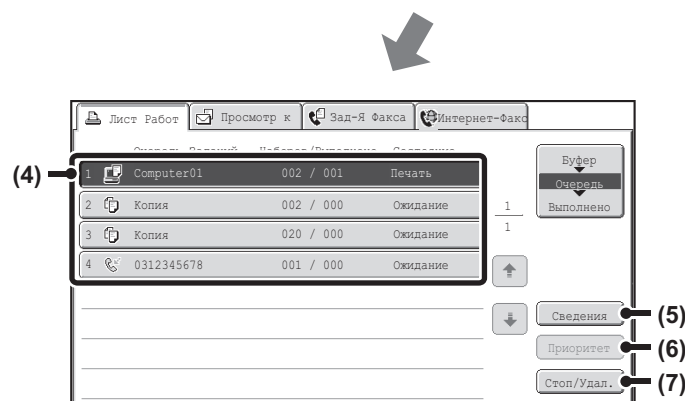 Лист Работ Просмотр к Зад-Я Факса Интернет-Факс
(4)
1 Computer01 002 / 001 Печать
2 Копия 002 / 000 Ожидание
3 Копия 020 / 000 Ожидание
4 0312345678 001 / 000 Ожидание
1
1
Буфер
Очередь
Выполнено
Сведения (5)
Приоритет (6)
Стоп/Удал. (7)